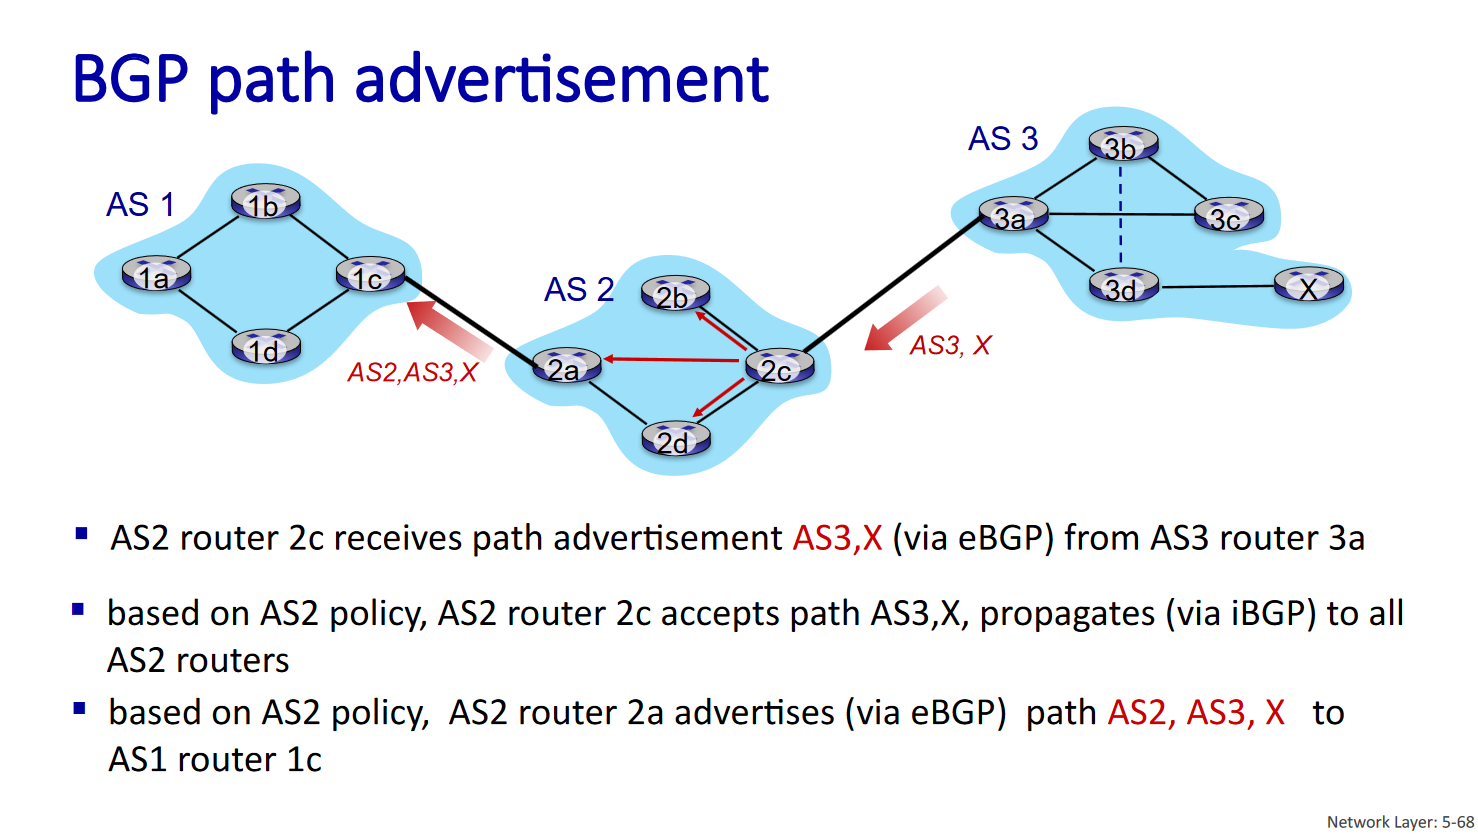 BGP path advertisement
AS 3
3b
AS 1
1b
3a
3c
1a
1c
AS 2
2b
3d
X
1d
AS3, X
AS2,AS3,X
2a
2c
2d
▪ AS2 router 2c receives path advertisement AS3,X (via eBGP) from AS3 router 3a
▪ based on AS2 policy, AS2 router 2c accepts path AS3,X, propagates (via iBGP) to all
AS2 routers
▪ based on AS2 policy, AS2 router 2a advertises (via eBGP) path AS2, AS3, X to
AS1 router 1c
Network Layer: 5-68